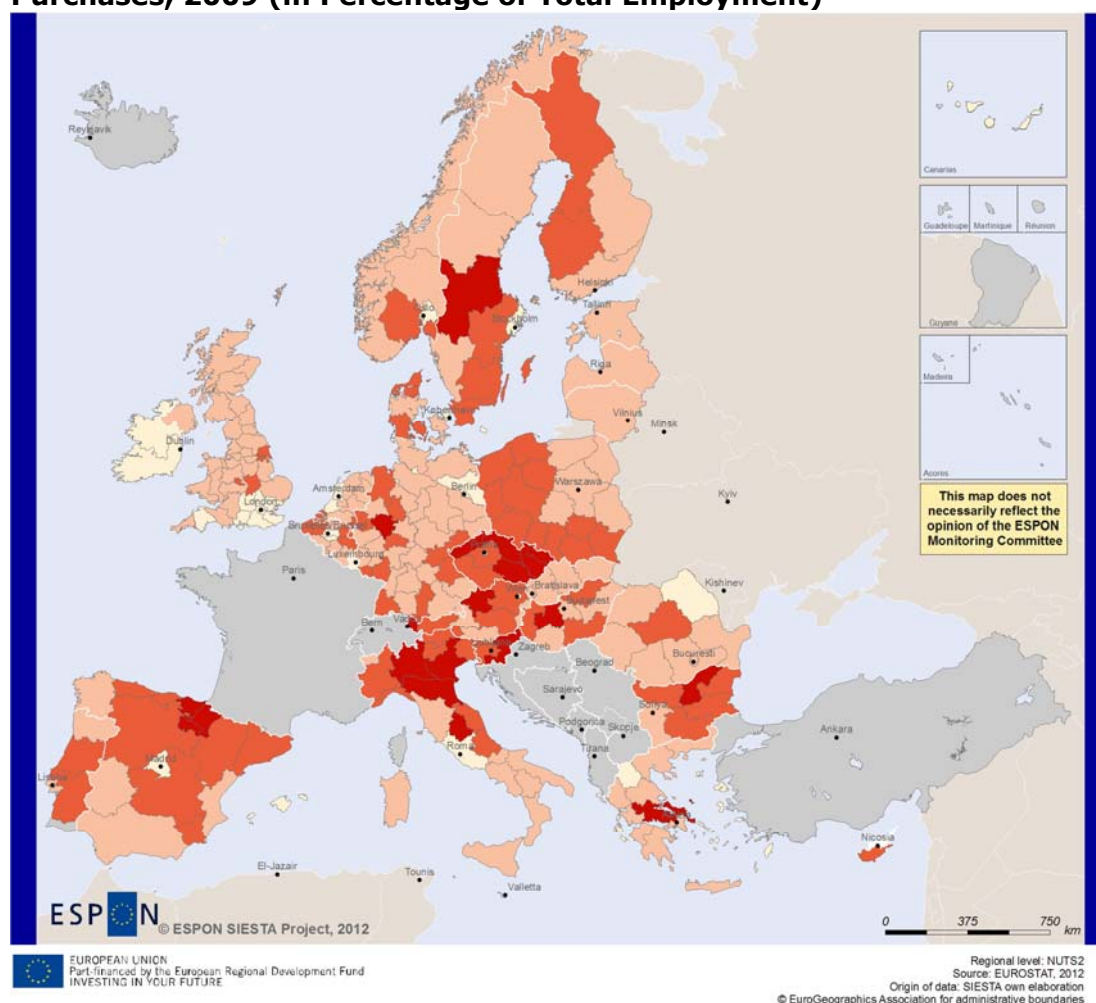 Purchases, 2009 (in Percentage of Total Employment)
Reykjavik
Canarias
Guadeloupe
Martinique
Réunion
Guyane
Madeira
Acores
This map does not
necessarily reflect the
opinion of the ESPON
Monitoring Committee
Helsinki
Tallinn
Oslo
Stockholm
Riga
København
Vilnius
Minsk
Dublin
London
Amsterdam
Berlin
Warszawa
Kyiv
Luxembourg
Paris
Bratislava
Budapest
Kishinev
Bern
Vaduz
Zagreb
Bucuresti
Beograd
Sarajevo
Sofiya
Podgorica
Skopje
Tirana
Ankara
Roma
Madrid
Lisboa
El-Jazair
Tounis
Valletta
Nicosia
ESPON
© ESPON SIESTA Project, 2012
0 375 750
km
EUROPEAN UNION
Part-financed by the European Regional Development Fund
INVESTING IN YOUR FUTURE
Regional level: NUTS2
Source: EUROSTAT, 2012
Origin of data: SIESTA own elaboration
© EuroGeographics Association for administrative boundaries